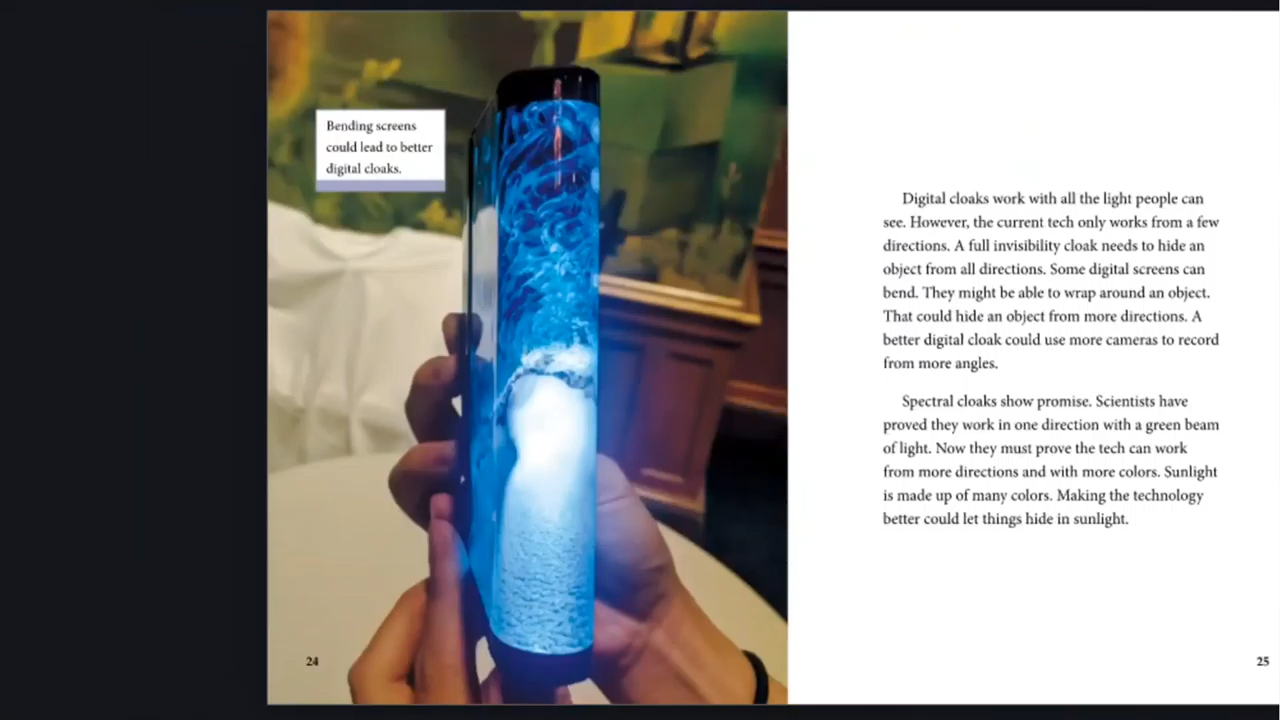 Bending screens
could lead to better
digital cloaks.
24
Digital cloaks work with all the light people can
see. However, the current tech only works from a few
directions. A full invisibility cloak needs to hide an
object from all directions. Some digital screens can
bend. They might be able to wrap around an object.
That could hide an object from more directions. A
better digital cloak could use more cameras to record
from more angles.
Spectral cloaks show promise. Scientists have
proved they work in one direction with a green beam
of light. Now they must prove the tech can work
from more directions and with more colors. Sunlight
is made up of many colors. Making the technology
better could let things hide in sunlight.
25